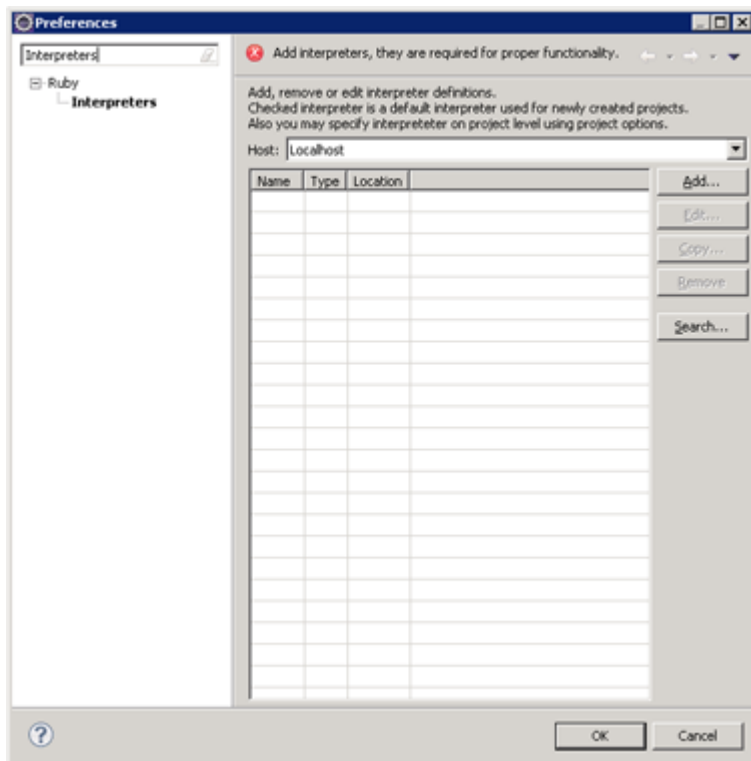 Preferences
Interpreters
Add interpreters, they are required for proper functionality.
Ruby
Interpreters
Add, remove or edit interpreter definitions.
Checked interpreter is a default interpreter used for newly created projects.
Also you may specify interpreteter on project level using project options.
Host: Localhost
Name Type Location
Add...
Edit...
Copy...
Remove
Search...
?
OK Cancel